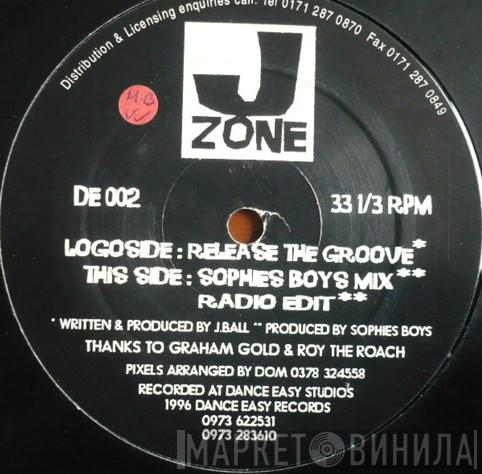 Distribution & Licensing enquiries call: Tel 0171 287 0870 Fax 0171 287 0849
J
ZONE
H.B
DE 002
33 1/3 RPM
LOGOSIDE : RELEASE THE GROOVE*
THIS SIDE : SOPHIES BOYS MIX**
RADIO EDIT**
* WRITTEN & PRODUCED BY J.BALL ** PRODUCED BY SOPHIES BOYS
THANKS TO GRAHAM GOLD & ROY THE ROACH
PIXELS ARRANGED BY DOM 0378 324558
RECORDED AT DANCE EASY STUDIOS
1996 DANCE EASY RECORDS
0973 622531
0973 283610
МАРКЕТ ВИНИЛА